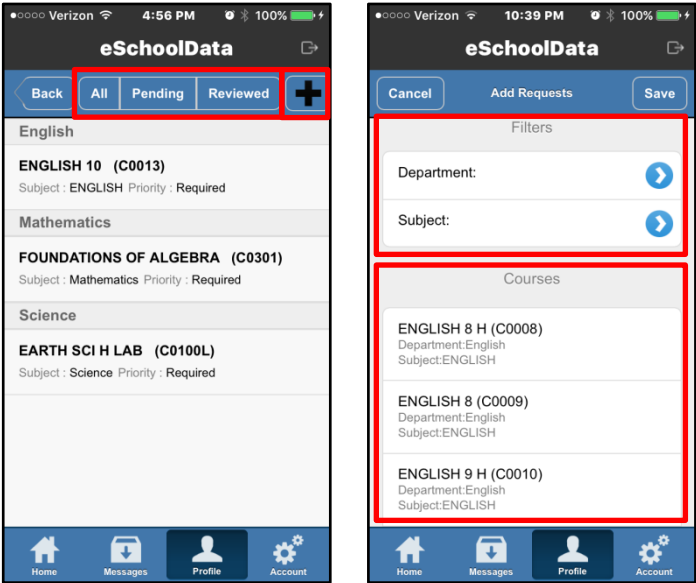 Verizon 4:56 PM 100%
eSchoolData
Back All Pending Reviewed
English
ENGLISH 10 (C0013)
Subject : ENGLISH Priority : Required
Mathematics
FOUNDATIONS OF ALGEBRA (C0301)
Subject : Mathematics Priority : Required
Science
EARTH SCI H LAB (C0100L)
Subject : Science Priority : Required
Home Messages Profile Account
Verizon 10:39 PM 100%
eSchoolData
Cancel Add Requests Save
Filters
Department:
Subject:
Courses
ENGLISH 8 H (C0008)
Department:English
Subject:ENGLISH
ENGLISH 8 (C0009)
Department:English
Subject:ENGLISH
ENGLISH 9 H (C0010)
Department:English
Subject:ENGLISH
Home Messages Profile Account